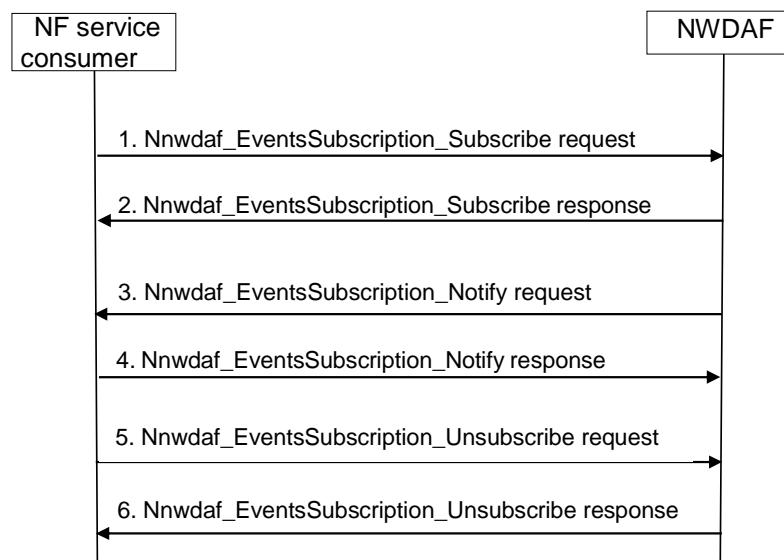 NF service
consumer
NWDAF
1. Nnwdaf_EventsSubscription_Subscribe request
2. Nnwdaf_EventsSubscription_Subscribe response
3. Nnwdaf_EventsSubscription_Notify request
4. Nnwdaf_EventsSubscription_Notify response
5. Nnwdaf_EventsSubscription_Unsubscribe request
6. Nnwdaf_EventsSubscription_Unsubscribe response